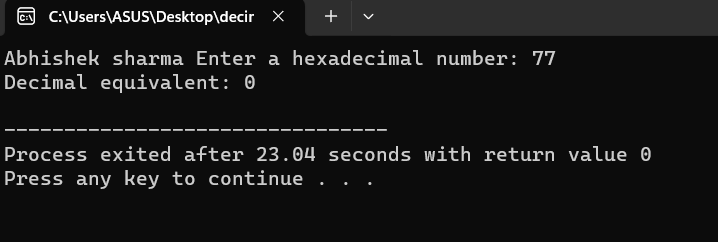 C:\Users\ASUS\Desktop\decir
Abhishek sharma Enter a hexadecimal number: 77
Decimal equivalent: 0
--------------------------------
Process exited after 23.04 seconds with return value 0
Press any key to continue . . .